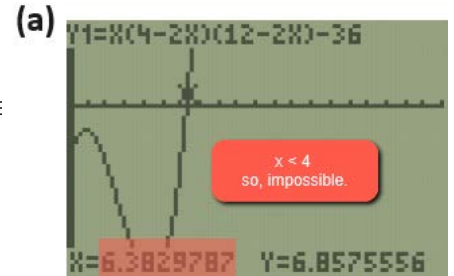 (a)
Y1=X(4-2X)(12-2X)-36
x < 4
so, impossible.
X=6.3829787 Y=6.8575556